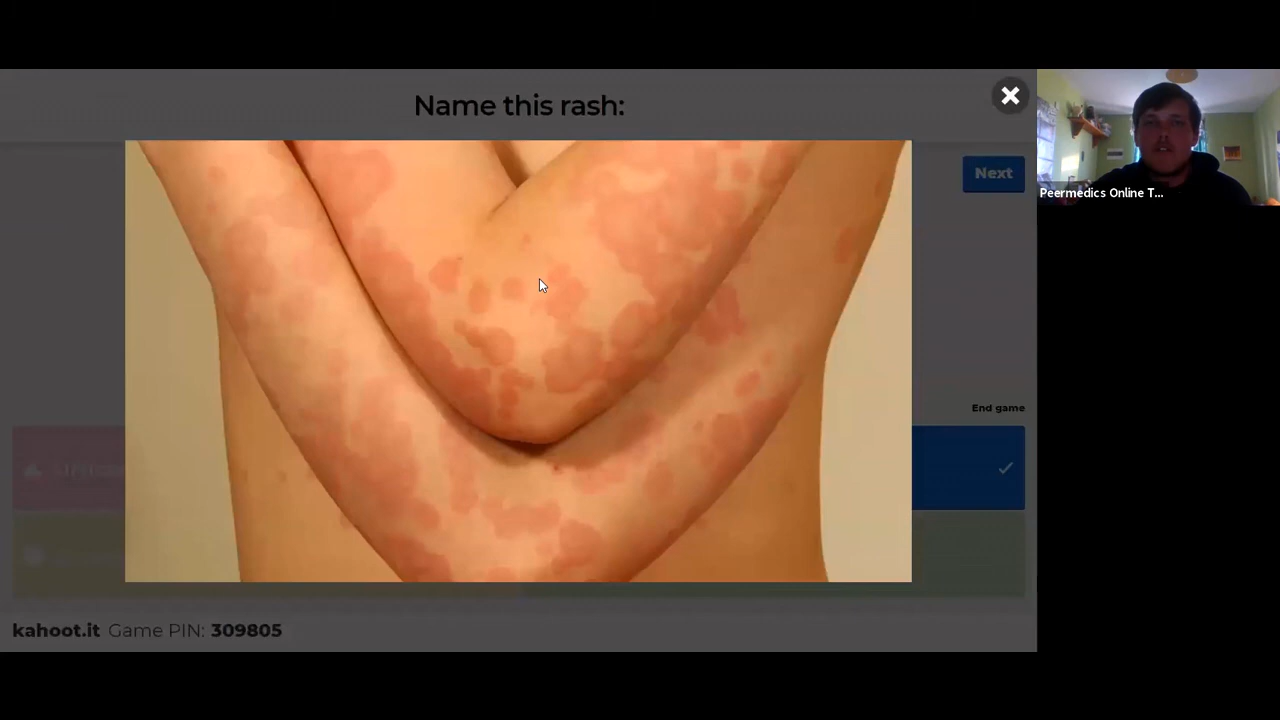 Name this rash:
Next
Peermedics Online T...
End game
kahoot.it Game PIN: 309805